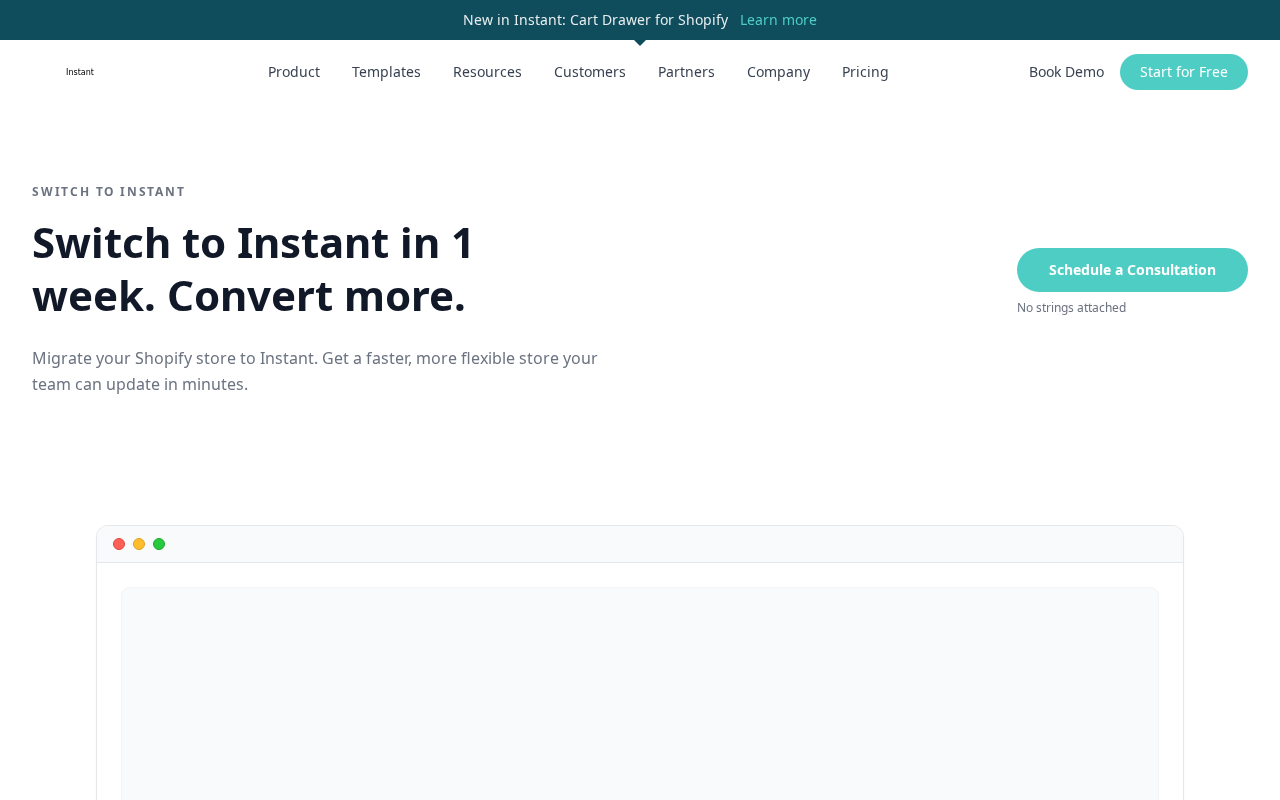 New in Instant: Cart Drawer for Shopify Learn more
Instant Product Templates Resources Customers Partners Company Pricing Book Demo Start for Free
SWITCH TO INSTANT
Switch to Instant in 1
week. Convert more.
Schedule a Consultation
No strings attached
Migrate your Shopify store to Instant. Get a faster, more flexible store your
team can update in minutes.